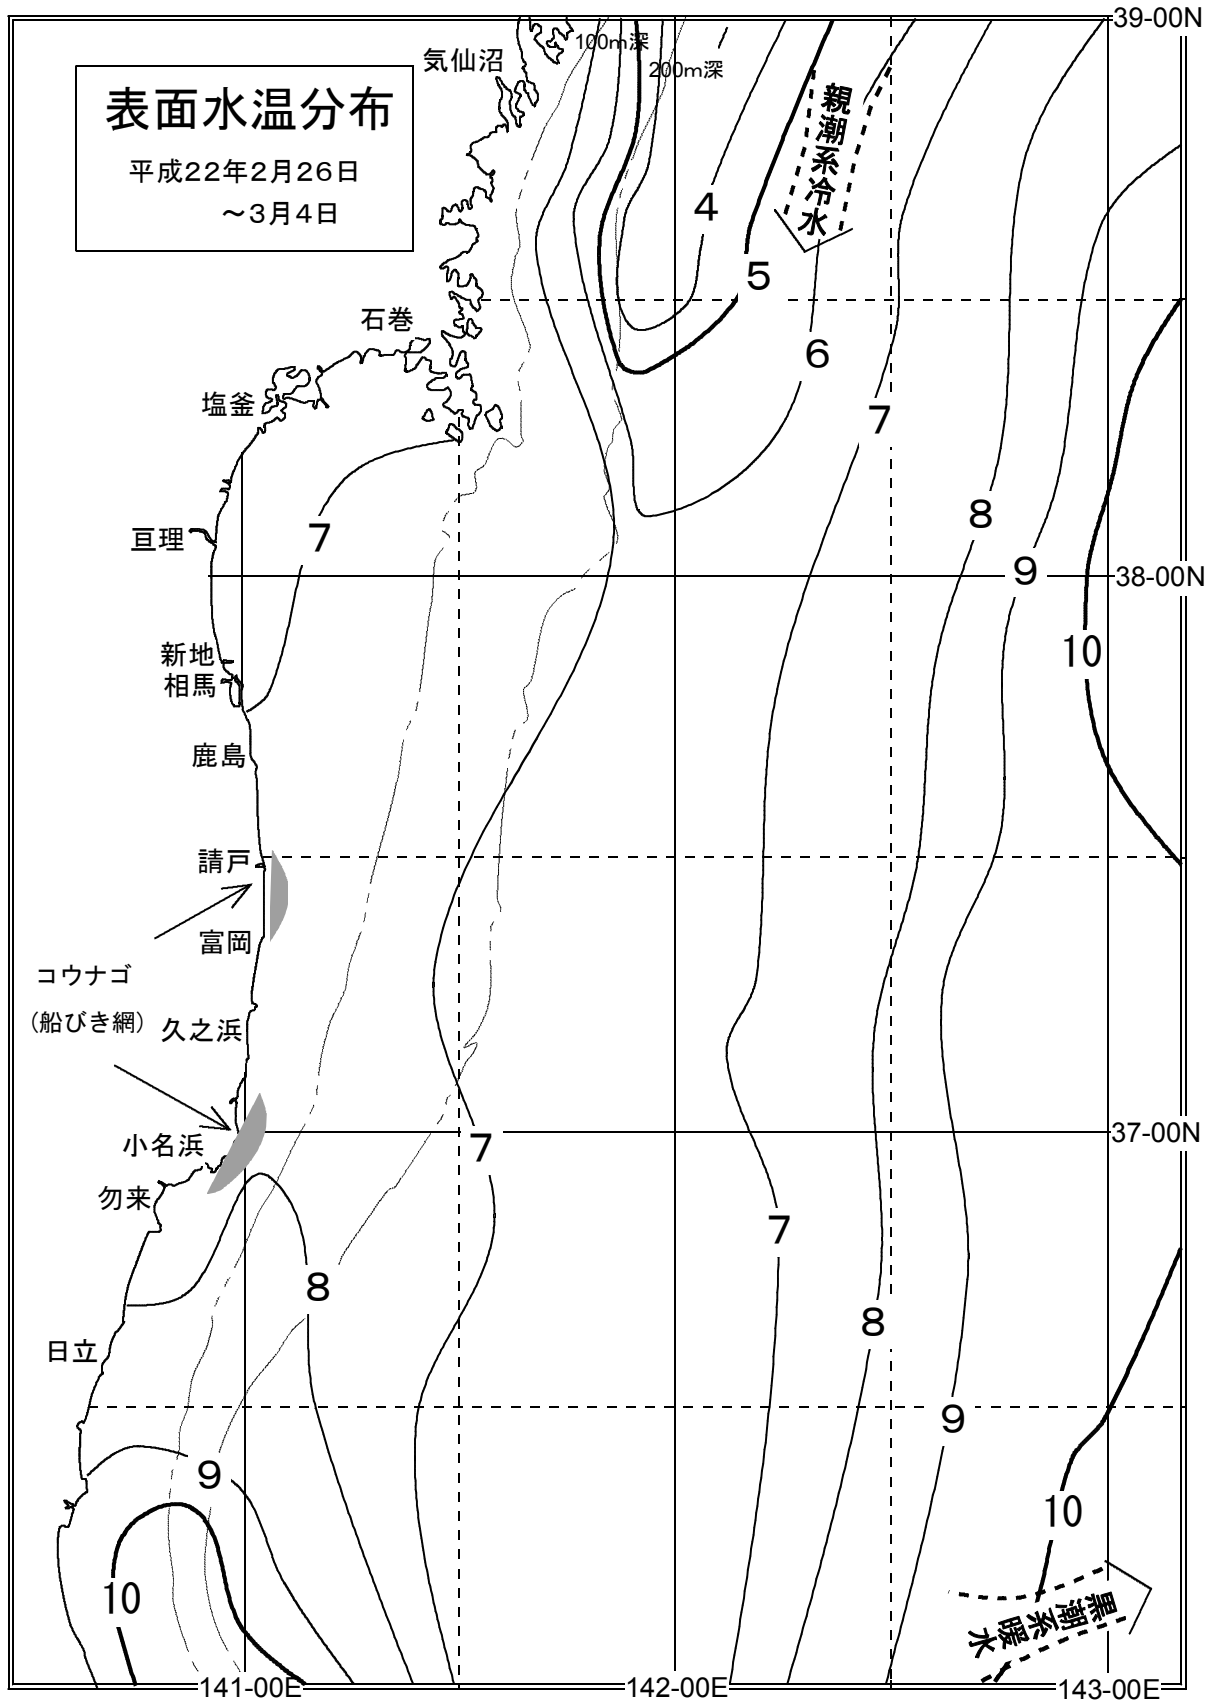 39-00N
気仙沼
100m深
200m深
表面水温分布
平成22年2月26日
～3月4日
親潮系冷水
4
5
石巻
6
塩釜
7
8
亘理
7
9
38-00N
新地
10
相馬
鹿島
請戸
富岡
コウナゴ
(船びき網)
久之浜
小名浜
7
37-00N
勿来
7
8
8
日立
9
9
10
10
黒潮系暖水
141-00E
142-00E
143-00E